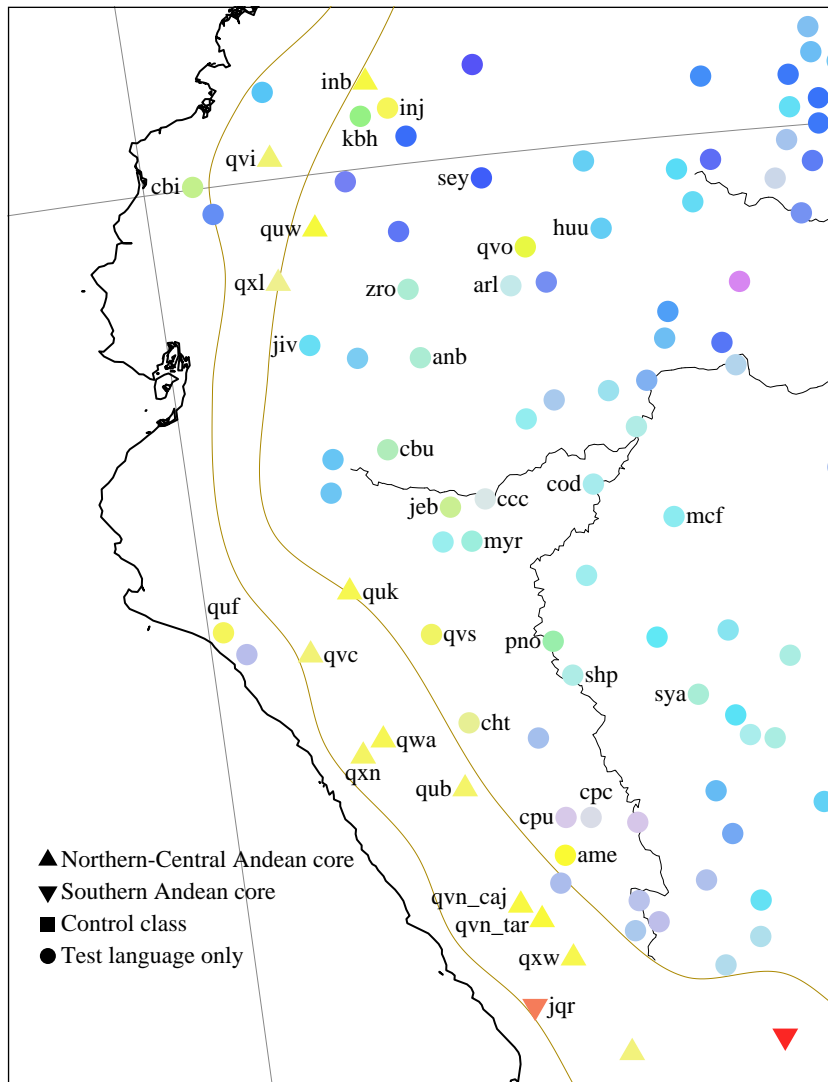 inb
inj
kbh
qvi
cbi
sey
quw
huu
qvo
qxl
zro
arl
jiv
anb
cbu
cod
ccc
jeb
mcf
myr
quk
quf
qvs
pno
qvc
shp
sya
cht
qwa
qxn
qub
cpc
cpu
Northern-Central Andean core
ame
Southern Andean core
qvn_caj
Control class
qvn_tar
Test language only
qxw
jqr